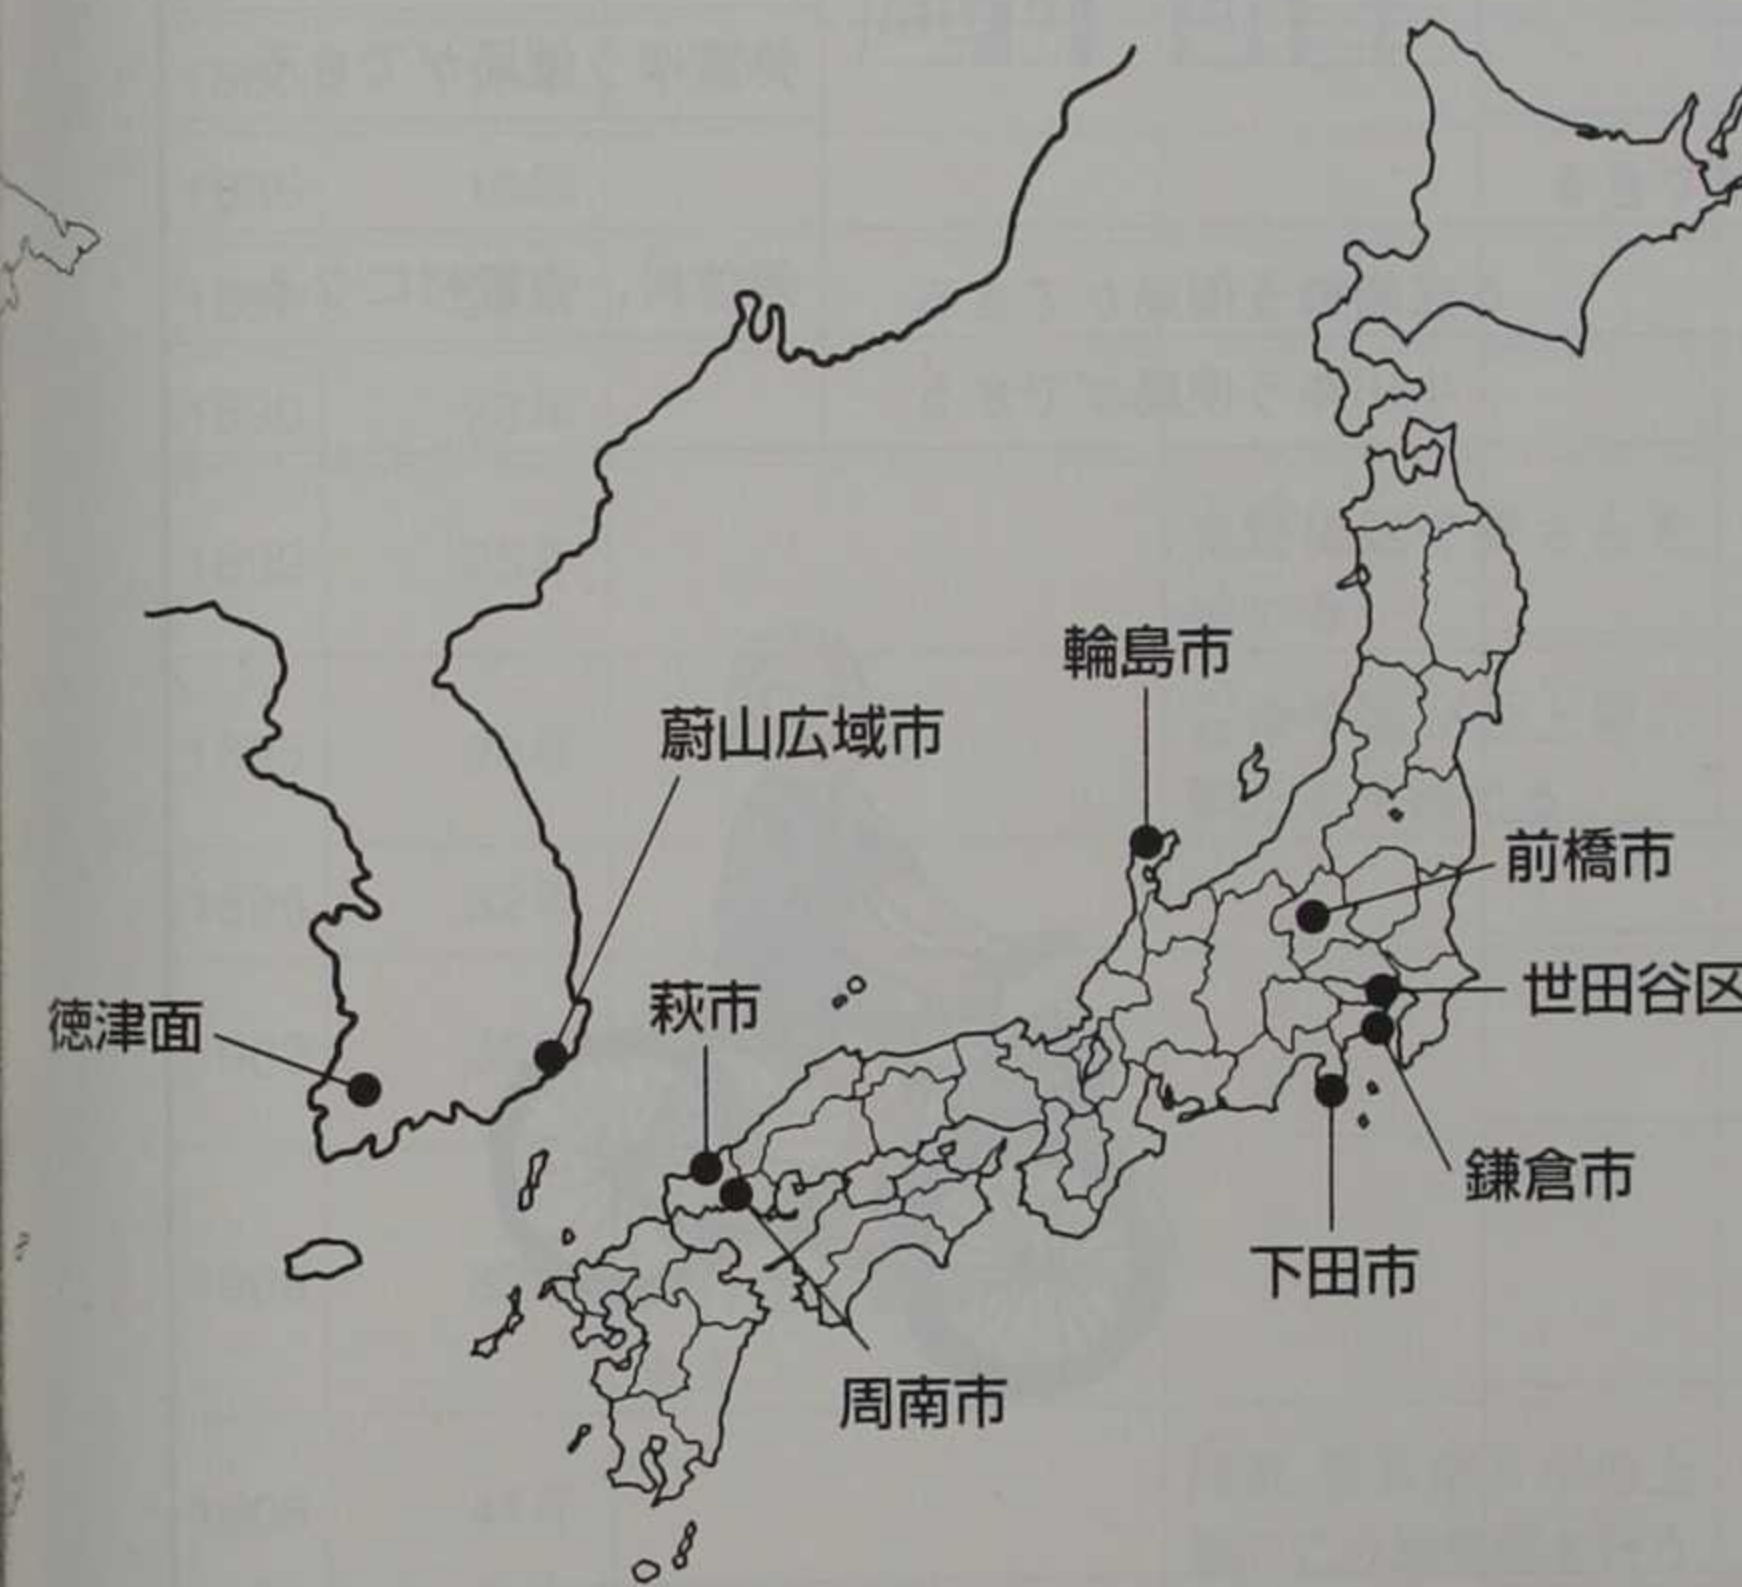 輪島市
蔚山広域市
前橋市
世田谷区
萩市
徳津面
鎌倉市
下田市
周南市